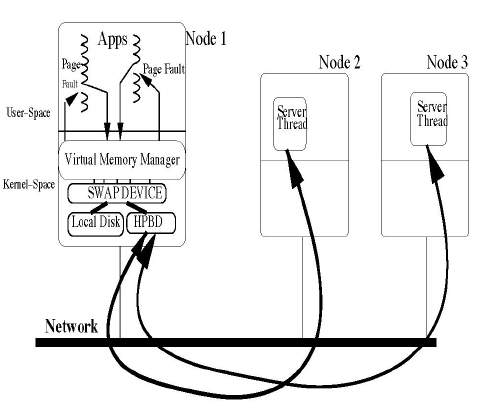 Apps
Node 1
Page
Fault
Page Fault
User-Space
Virtual Memory Manager
Kernel-Space
SWAP DEVICE
Local Disk
HPBD
Node 2
Server
Thread
Node 3
Server
Thread
Network